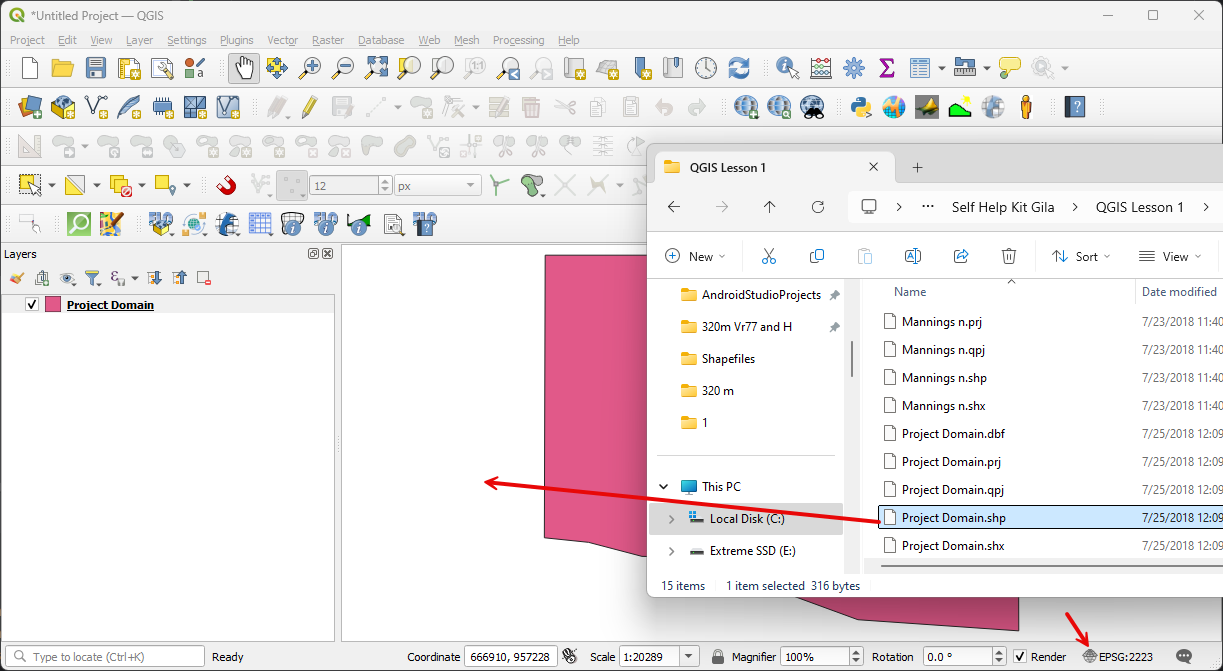 *Untitled Project — QGIS
Project Edit View Layer Settings Plugins Vector Raster Database Web Mesh Processing Help
12 px
Layers
Project Domain
QGIS Lesson 1
Self Help Kit Gila QGIS Lesson 1
New Sort View
AndroidStudioProjects
320m Vr77 and H
Shapefiles
320 m
1
This PC
Local Disk (C:)
Extreme SSD (E:)
Name Date modified
Mannings n.prj 7/23/2018 11:40
Mannings n.qpj 7/23/2018 11:40
Mannings n.shp 7/23/2018 11:40
Mannings n.shx 7/23/2018 11:40
Project Domain.dbf 7/25/2018 12:09
Project Domain.prj 7/25/2018 12:09
Project Domain.qpj 7/25/2018 12:09
Project Domain.shp 7/25/2018 12:09
Project Domain.shx 7/25/2018 12:09
15 items 1 item selected 316 bytes
Type to locate (Ctrl+K) Ready Coordinate 666910, 957228 Scale 1:20289 Magnifier 100% Rotation 0.0 ° Render EPSG:2223